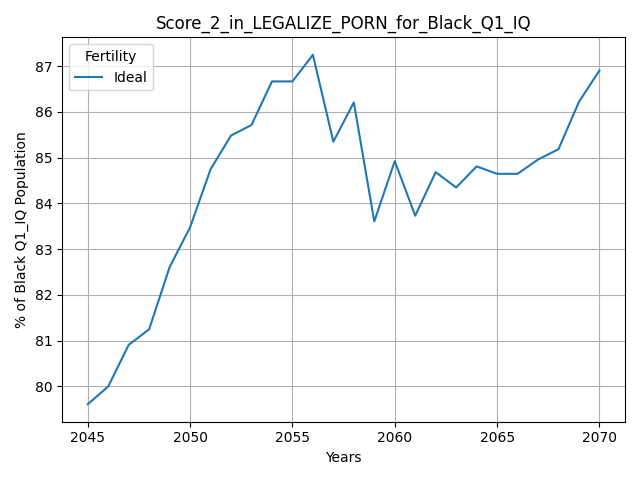 Score_2_in_LEGALIZE_PORN_for_Black_Q1_IQ
Fertility
Ideal
% of Black Q1_IQ Population
87
86
85
84
83
82
81
80
2045 2050 2055 2060 2065 2070
Years